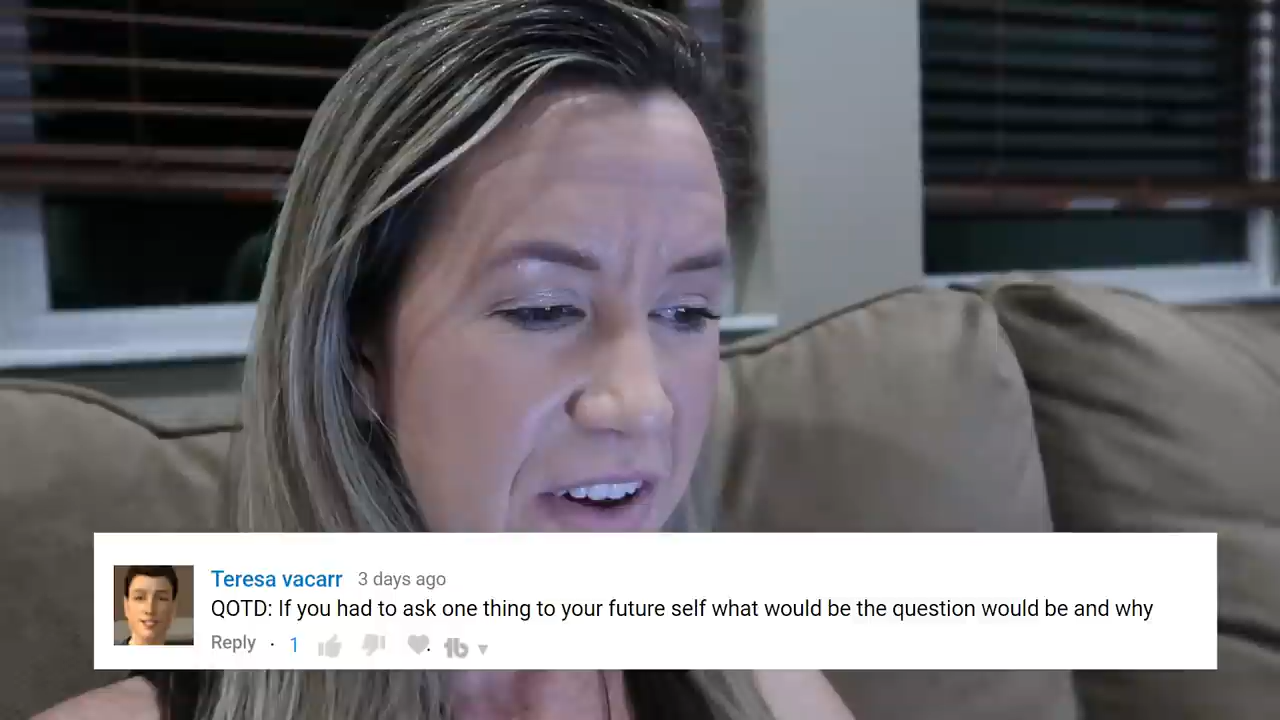 Teresa vacarr 3 days ago
QOTD: If you had to ask one thing to your future self what would be the question would be and why
Reply · 1